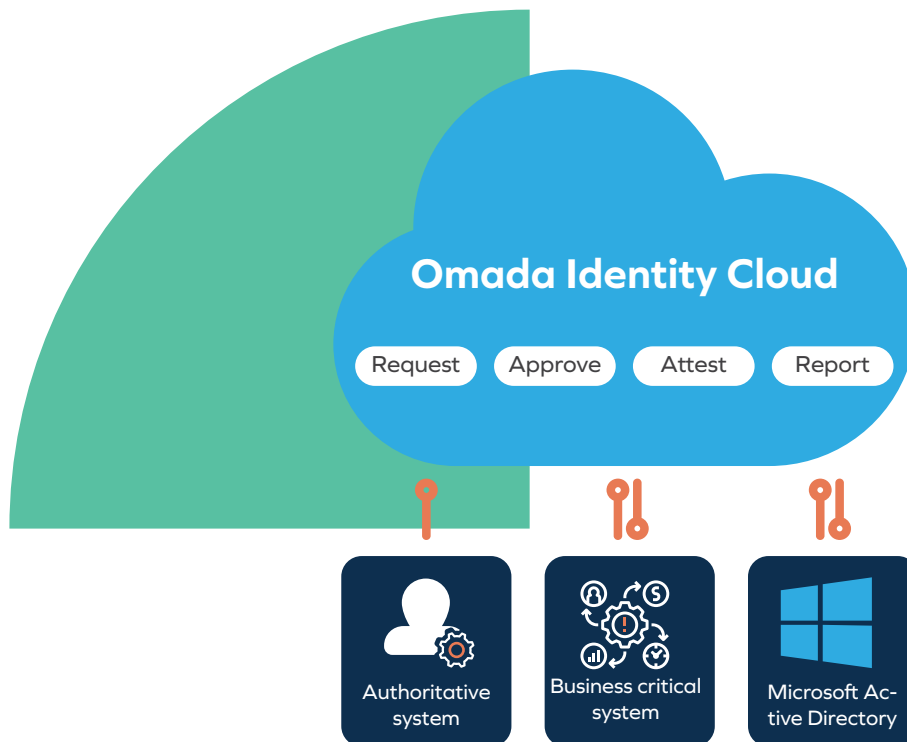 Omada Identity Cloud
Request Approve Attest Report
Authoritative
system
Business critical
system
Microsoft Ac-
tive Directory